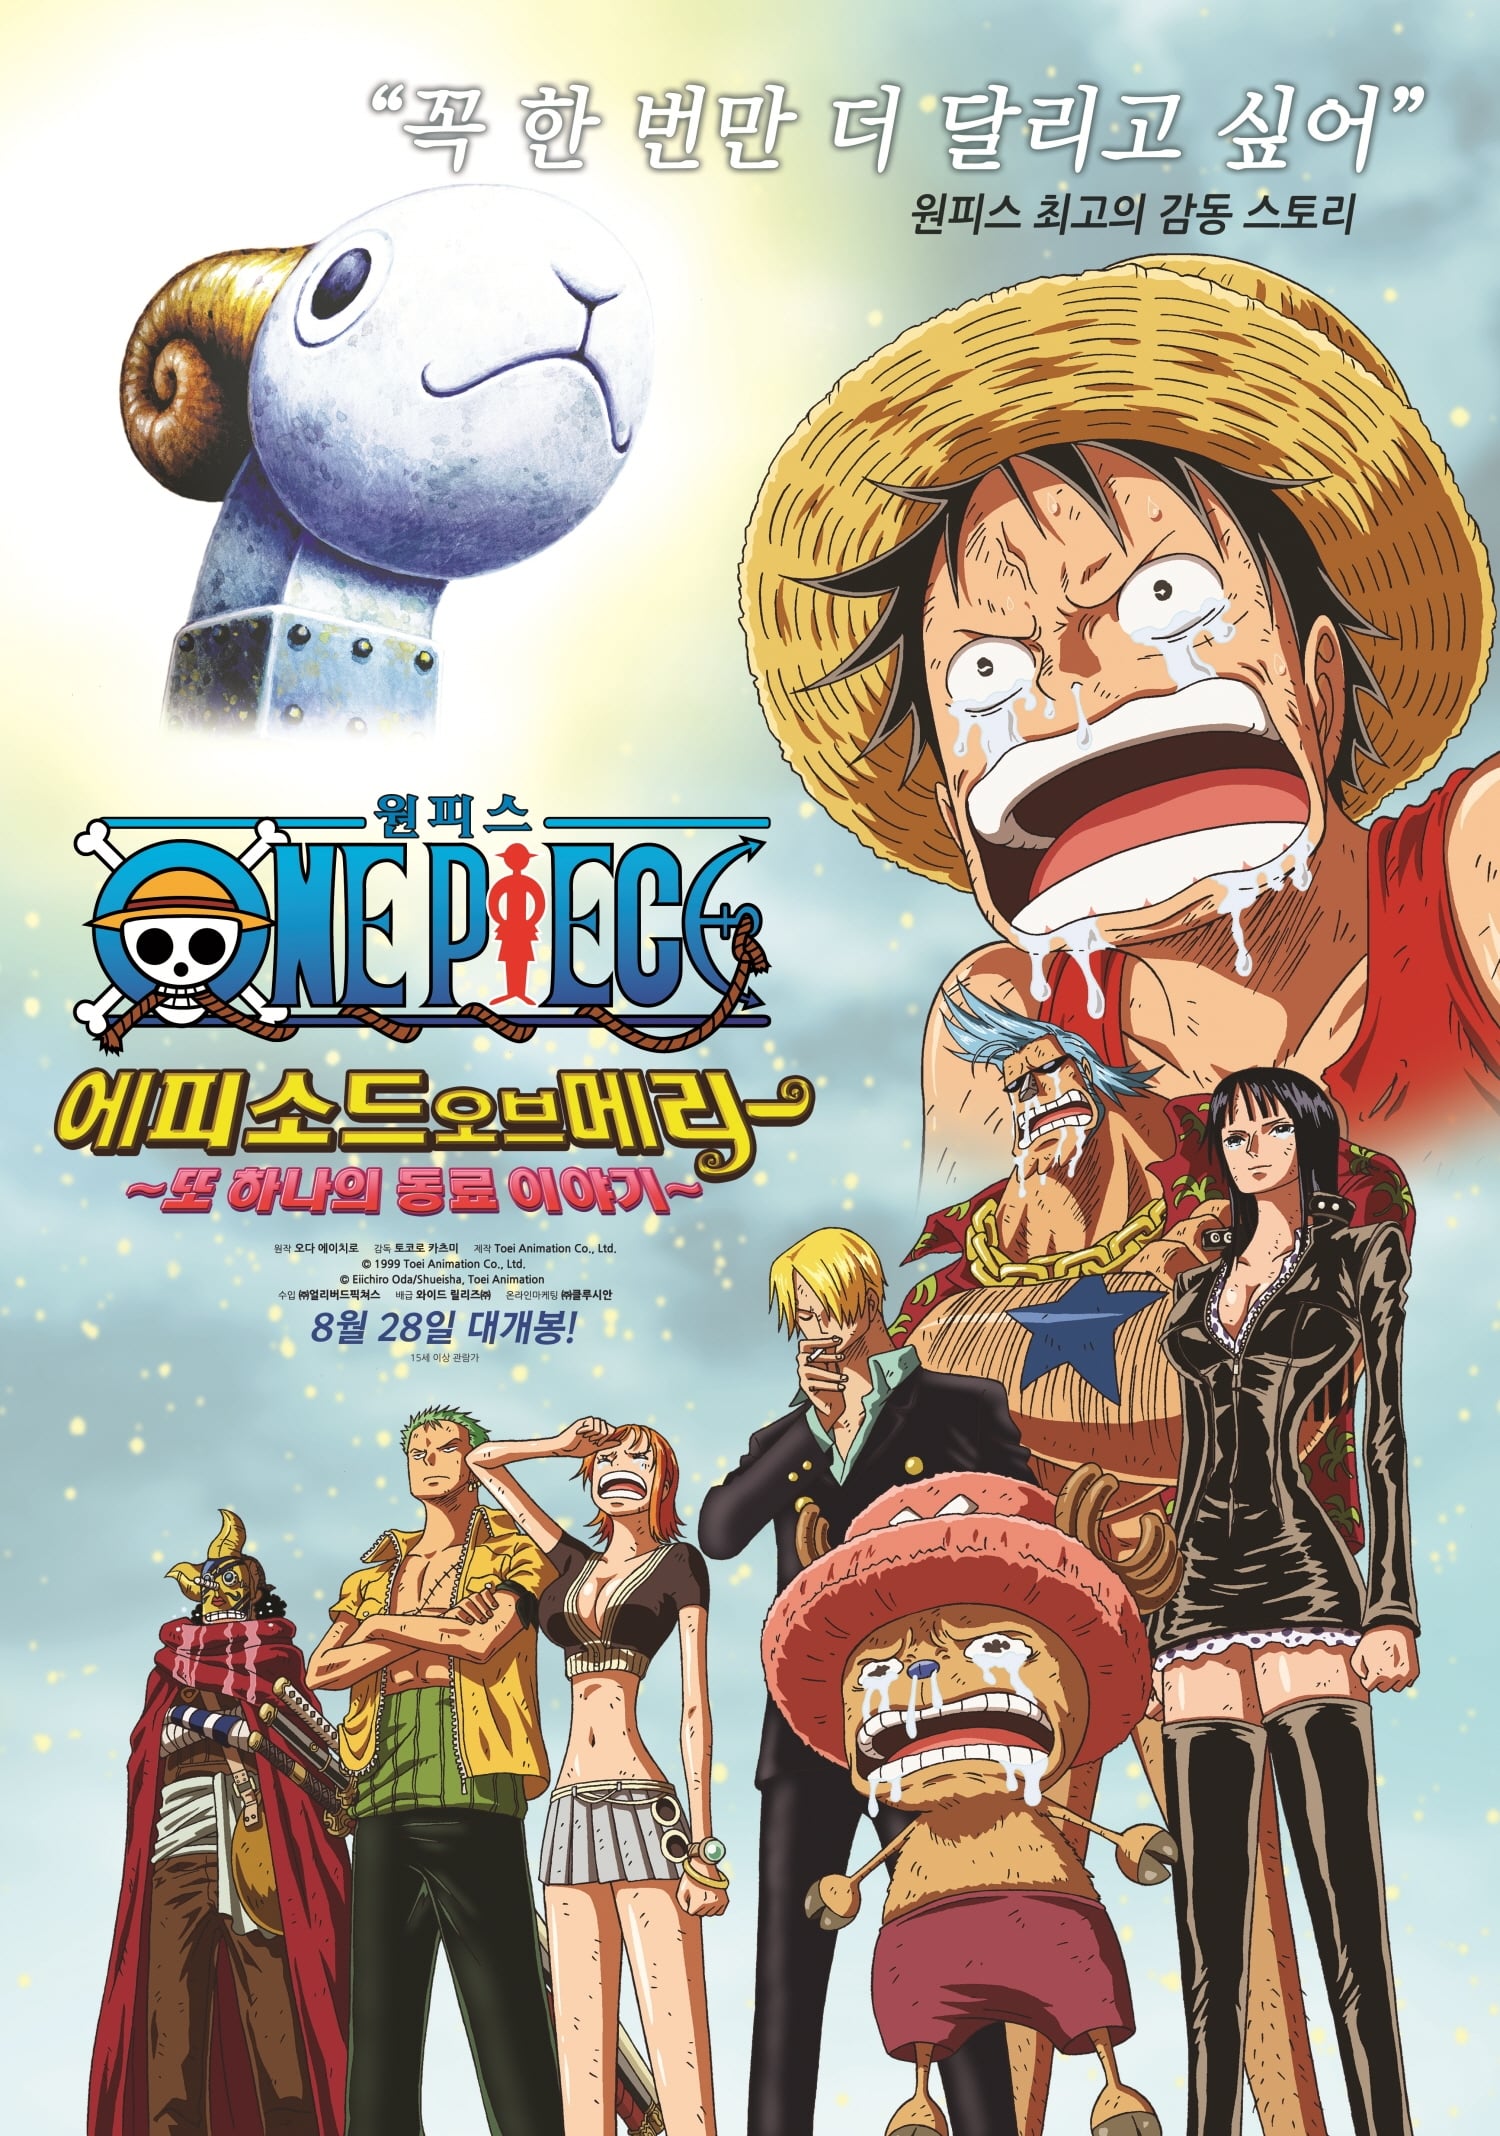 “꼭 한 번만 더 달리고 싶어”
원피스 최고의 감동 스토리
원피스
ONE PIECE
에피소드 오브 메리
~또 하나의 동료 이야기~
원작 오다 에이치로 감독 토코로 카츠미 제작 Toei Animation Co., Ltd.
© 1999 Toei Animation Co., Ltd.
© Eiichiro Oda/Shueisha, Toei Animation
수입 ㈜얼리버드픽쳐스 배급 와이드 릴리즈㈜ 온라인마케팅 ㈜클루시안
8월 28일 대개봉!
15세 이상 관람가